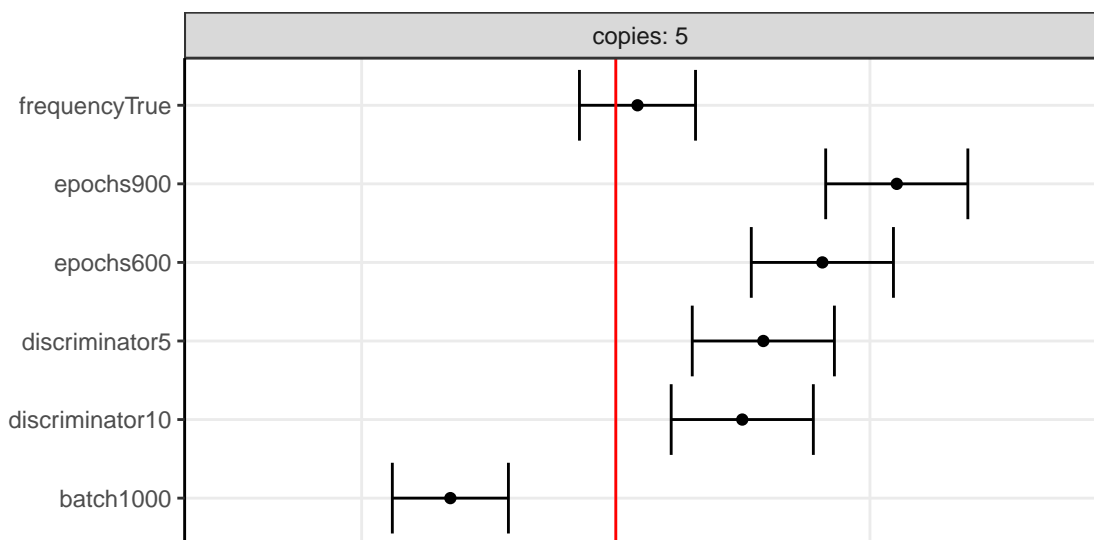 copies: 5
frequencyTrue
epochs900
epochs600
discriminator5
discriminator10
batch1000